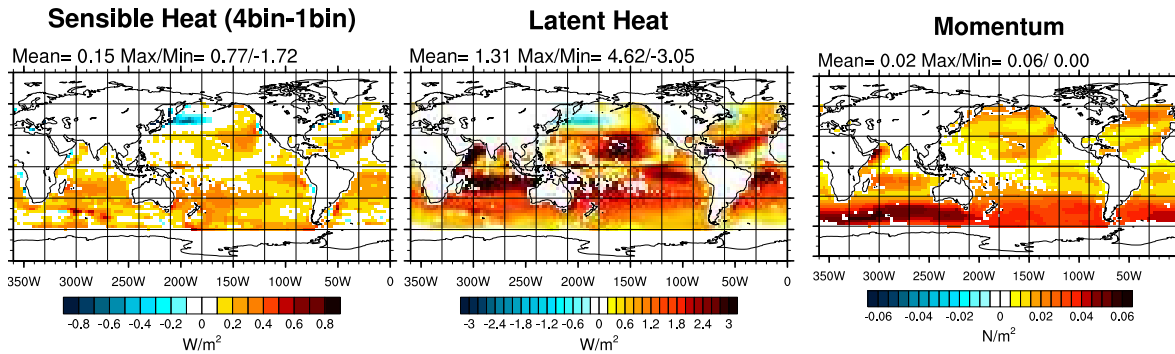 Sensible Heat (4bin-1bin)
Mean= 0.15 Max/Min= 0.77/-1.72
350W 300W 250W 200W 150W 100W 50W 0
-0.8 -0.6 -0.4 -0.2 0 0.2 0.4 0.6 0.8
W/m²
Latent Heat
Mean= 1.31 Max/Min= 4.62/-3.05
350W 300W 250W 200W 150W 100W 50W 0
-3 -2.4 -1.8 -1.2 -0.6 0 0.6 1.2 1.8 2.4 3
W/m²
Momentum
Mean= 0.02 Max/Min= 0.06/ 0.00
350W 300W 250W 200W 150W 100W 50W
-0.06 -0.04 -0.02 0 0.02 0.04 0.06
N/m²